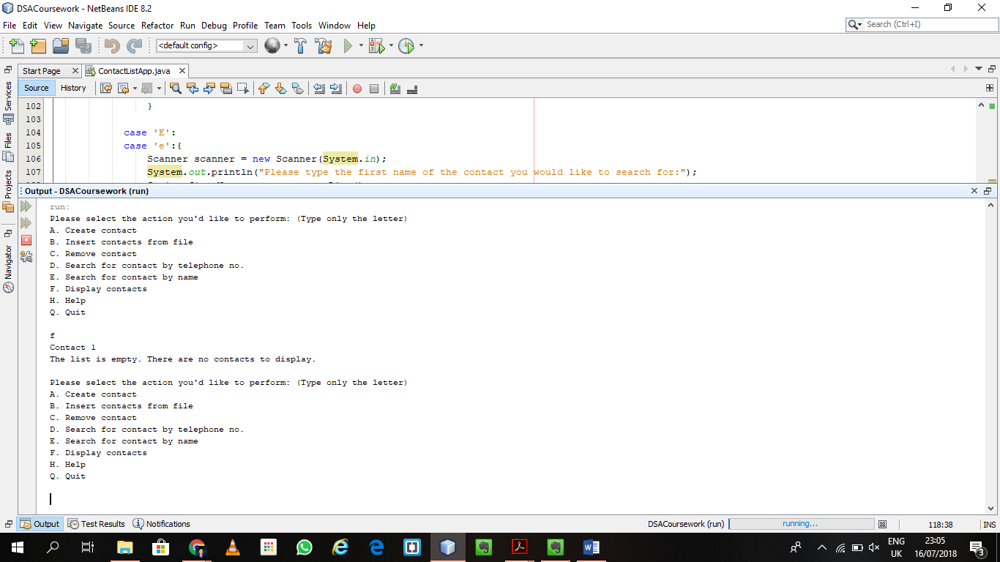 DSACoursework - NetBeans IDE 8.2
File Edit View Navigate Source Refactor Run Debug Profile Team Tools Window Help
Search (Ctrl+I)
<default config>
Start Page
ContactListApp.java
Source History
Services
Files
Projects
Navigator
102 }
103
104 case 'E':
105 case 'e':{
106 Scanner scanner = new Scanner(System.in);
107 System.out.println("Please type the first name of the contact you would like to search for:");
Output - DSACoursework (run)
run:
Please select the action you'd like to perform: (Type only the letter)
A. Create contact
B. Insert contacts from file
C. Remove contact
D. Search for contact by telephone no.
E. Search for contact by name
F. Display contacts
H. Help
Q. Quit
f
Contact 1
The list is empty. There are no contacts to display.
Please select the action you'd like to perform: (Type only the letter)
A. Create contact
B. Insert contacts from file
C. Remove contact
D. Search for contact by telephone no.
E. Search for contact by name
F. Display contacts
H. Help
Q. Quit
Output Test Results Notifications
DSACoursework (run) running... 118:38 INS
ENG
UK
23:05
16/07/2018
3